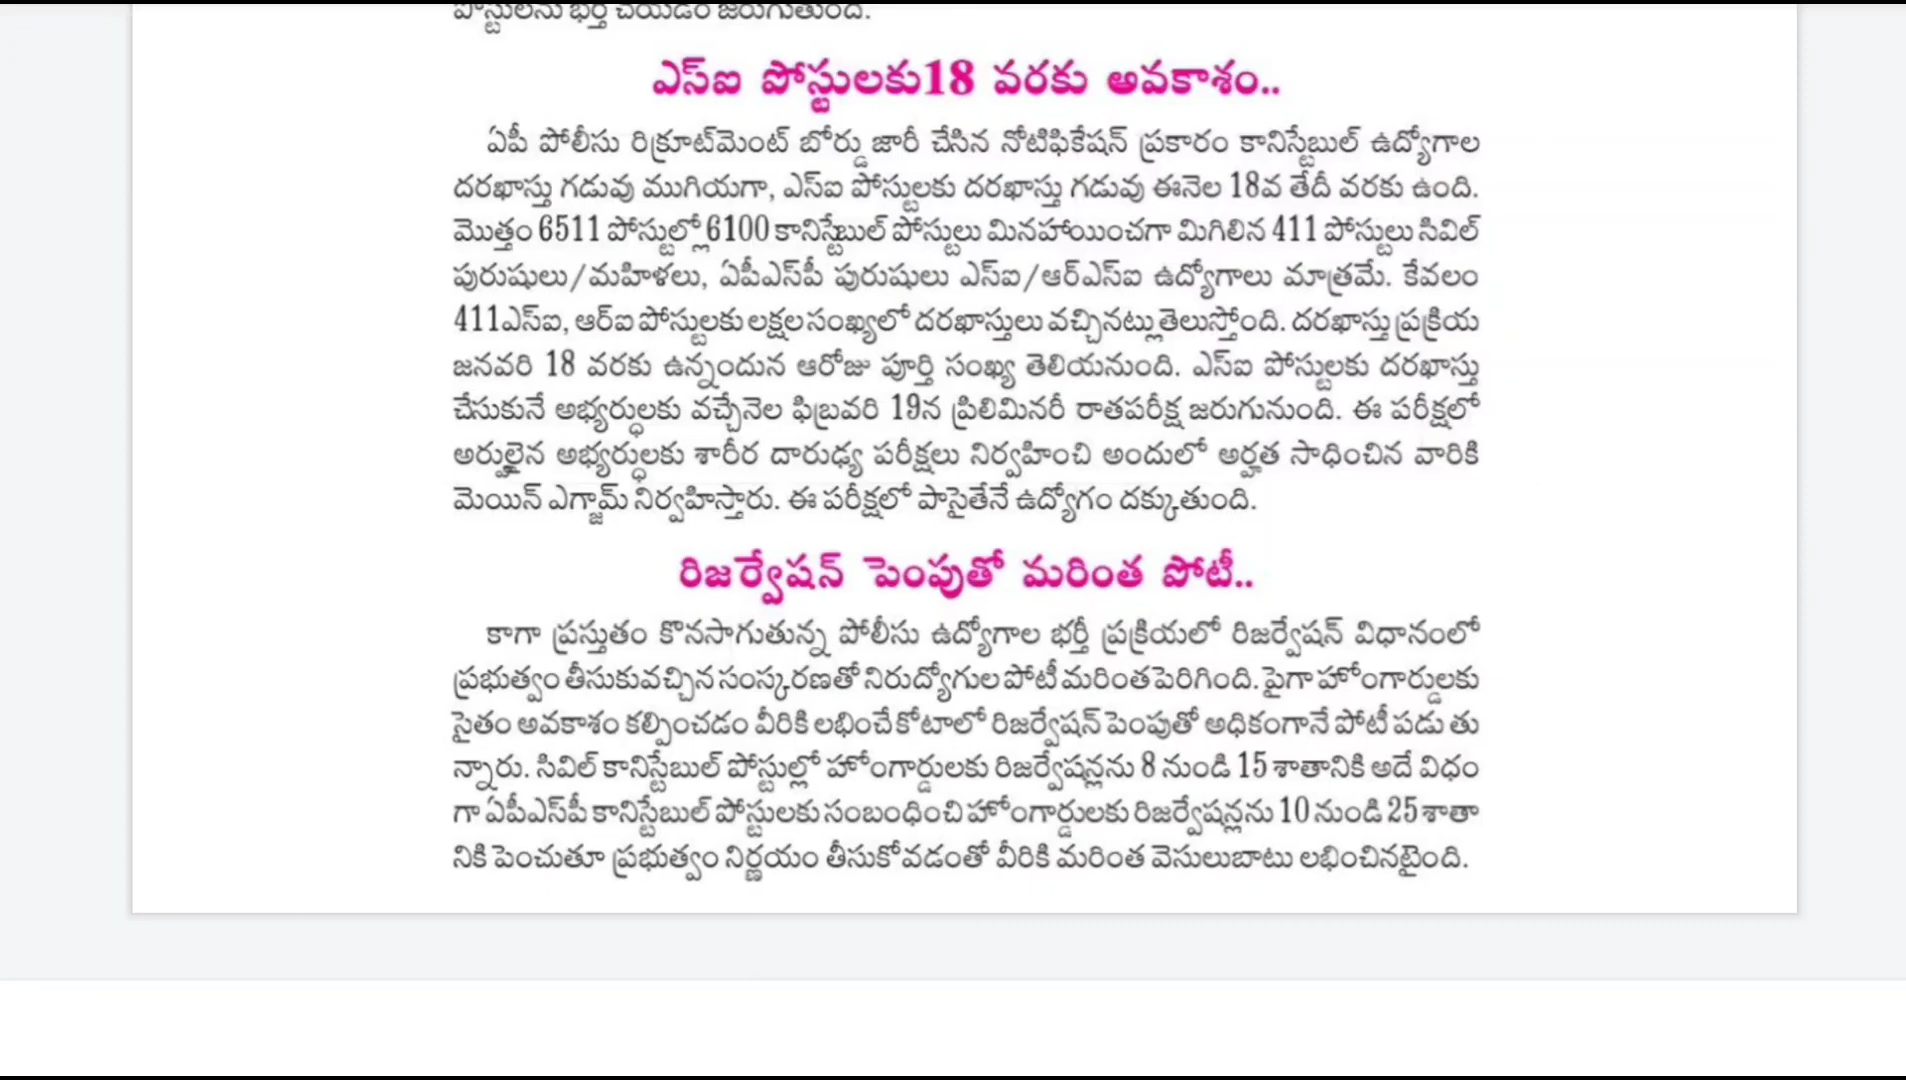 పోస్టులను భర్తీ చేయడం జరుగుతుంది.
ఎస్ఐ పోస్టులకు18 వరకు అవకాశం..
ఏపీ పోలీసు రిక్రూట్‌మెంట్ బోర్డు జారీ చేసిన నోటిఫికేషన్ ప్రకారం కానిస్టేబుల్ ఉద్యోగాల
దరఖాస్తు గడువు ముగియగా, ఎస్ఐ పోస్టులకు దరఖాస్తు గడువు ఈనెల 18వ తేదీ వరకు ఉంది.
మొత్తం 6511 పోస్టుల్లో 6100 కానిస్టేబుల్ పోస్టులు మినహాయించగా మిగిలిన 411 పోస్టులు సివిల్
పురుషులు/మహిళలు, ఏపీఎస్‌పీ పురుషులు ఎస్ఐ/ఆర్ఎస్ఐ ఉద్యోగాలు మాత్రమే. కేవలం
411ఎస్ఐ, ఆర్ఐ పోస్టులకు లక్షల సంఖ్యలో దరఖాస్తులు వచ్చినట్లు తెలుస్తోంది. దరఖాస్తు ప్రక్రియ
జనవరి 18 వరకు ఉన్నందున ఆరోజు పూర్తి సంఖ్య తెలియనుంది. ఎస్ఐ పోస్టులకు దరఖాస్తు
చేసుకునే అభ్యర్ధులకు వచ్చేనెల ఫిబ్రవరి 19న ప్రిలిమినరీ రాతపరీక్ష జరుగునుంది. ఈ పరీక్షలో
అర్హులైన అభ్యర్ధులకు శారీర దారుఢ్య పరీక్షలు నిర్వహించి అందులో అర్హత సాధించిన వారికి
మెయిన్ ఎగ్జామ్ నిర్వహిస్తారు. ఈ పరీక్షలో పాసైతేనే ఉద్యోగం దక్కుతుంది.
రిజర్వేషన్ పెంపుతో మరింత పోటీ..
కాగా ప్రస్తుతం కొనసాగుతున్న పోలీసు ఉద్యోగాల భర్తీ ప్రక్రియలో రిజర్వేషన్ విధానంలో
ప్రభుత్వం తీసుకువచ్చిన సంస్కరణతో నిరుద్యోగుల పోటీ మరింత పెరిగింది. పైగా హోంగార్డులకు
సైతం అవకాశం కల్పించడం వీరికి లభించే కోటాలో రిజర్వేషన్ పెంపుతో అధికంగానే పోటీ పడు తు
న్నారు. సివిల్ కానిస్టేబుల్ పోస్టుల్లో హోంగార్డులకు రిజర్వేషన్లను 8 నుండి 15 శాతానికి అదే విధం
గా ఏపీఎస్‌పీ కానిస్టేబుల్ పోస్టులకు సంబంధించి హోంగార్డులకు రిజర్వేషన్లను 10 నుండి 25 శాతా
నికి పెంచుతూ ప్రభుత్వం నిర్ణయం తీసుకోవడంతో వీరికి మరింత వెసులుబాటు లభించినట్లైంది.